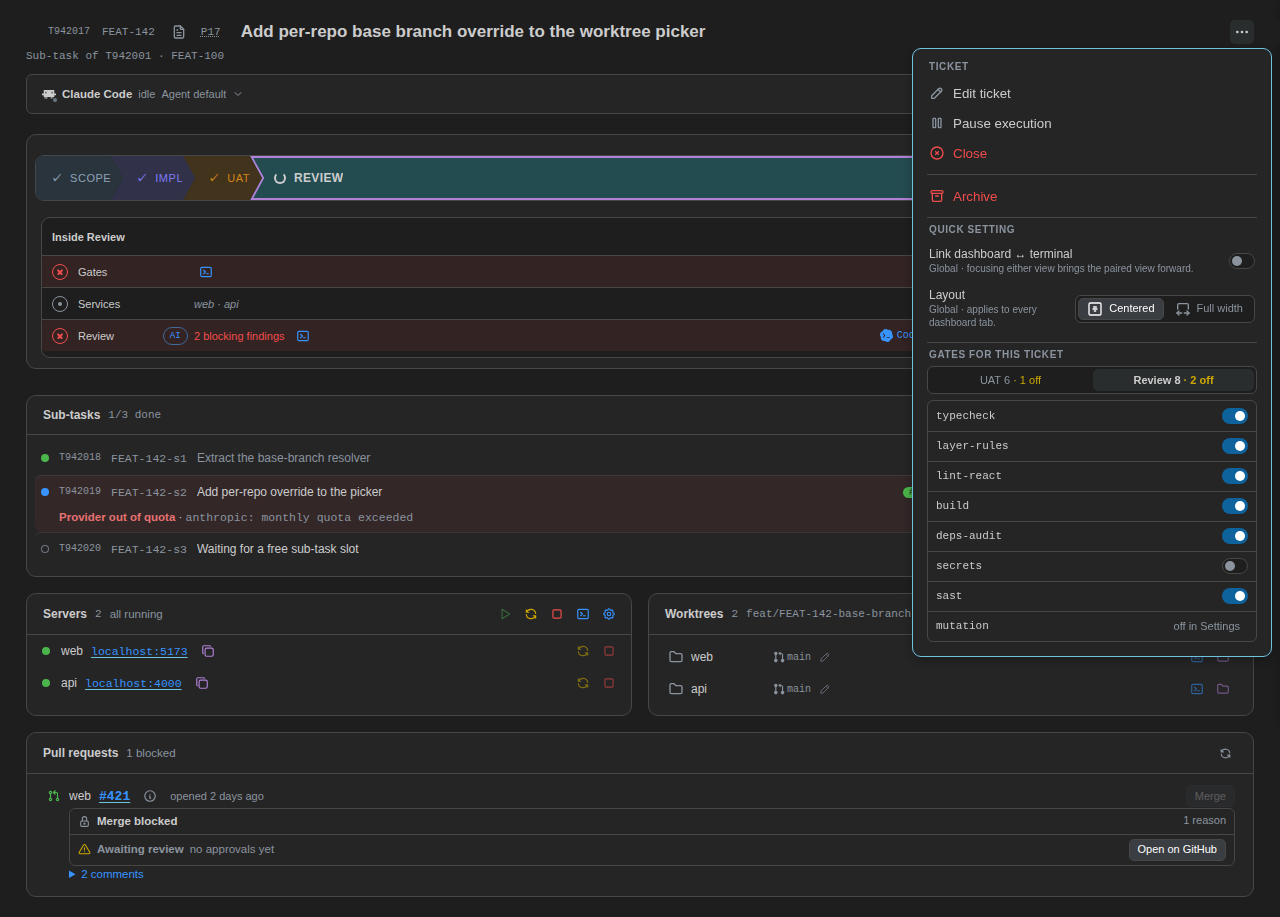 T942017 FEAT-142 P17 Add per-repo base branch override to the worktree picker
Sub-task of T942001 · FEAT-100
Claude Code idle Agent default
SCOPE IMPL UAT REVIEW
Inside Review
Gates
Services web · api
Review AI 2 blocking findings
Sub-tasks 1/3 done
T942018 FEAT-142-s1 Extract the base-branch resolver
T942019 FEAT-142-s2 Add per-repo override to the picker
Provider out of quota · anthropic: monthly quota exceeded
T942020 FEAT-142-s3 Waiting for a free sub-task slot
Servers 2 all running
web localhost:5173
api localhost:4000
Worktrees 2 feat/FEAT-142-base-branch
web main
api main
Pull requests 1 blocked
web #421 opened 2 days ago Merge
Merge blocked 1 reason
Awaiting review no approvals yet Open on GitHub
2 comments
TICKET
Edit ticket
Pause execution
Close
Archive
QUICK SETTING
Link dashboard ↔ terminal
Global · focusing either view brings the paired view forward.
Layout
Global · applies to every
dashboard tab.
Centered Full width
GATES FOR THIS TICKET
UAT 6 · 1 off Review 8 · 2 off
typecheck
layer-rules
lint-react
build
deps-audit
secrets
sast
mutation off in Settings